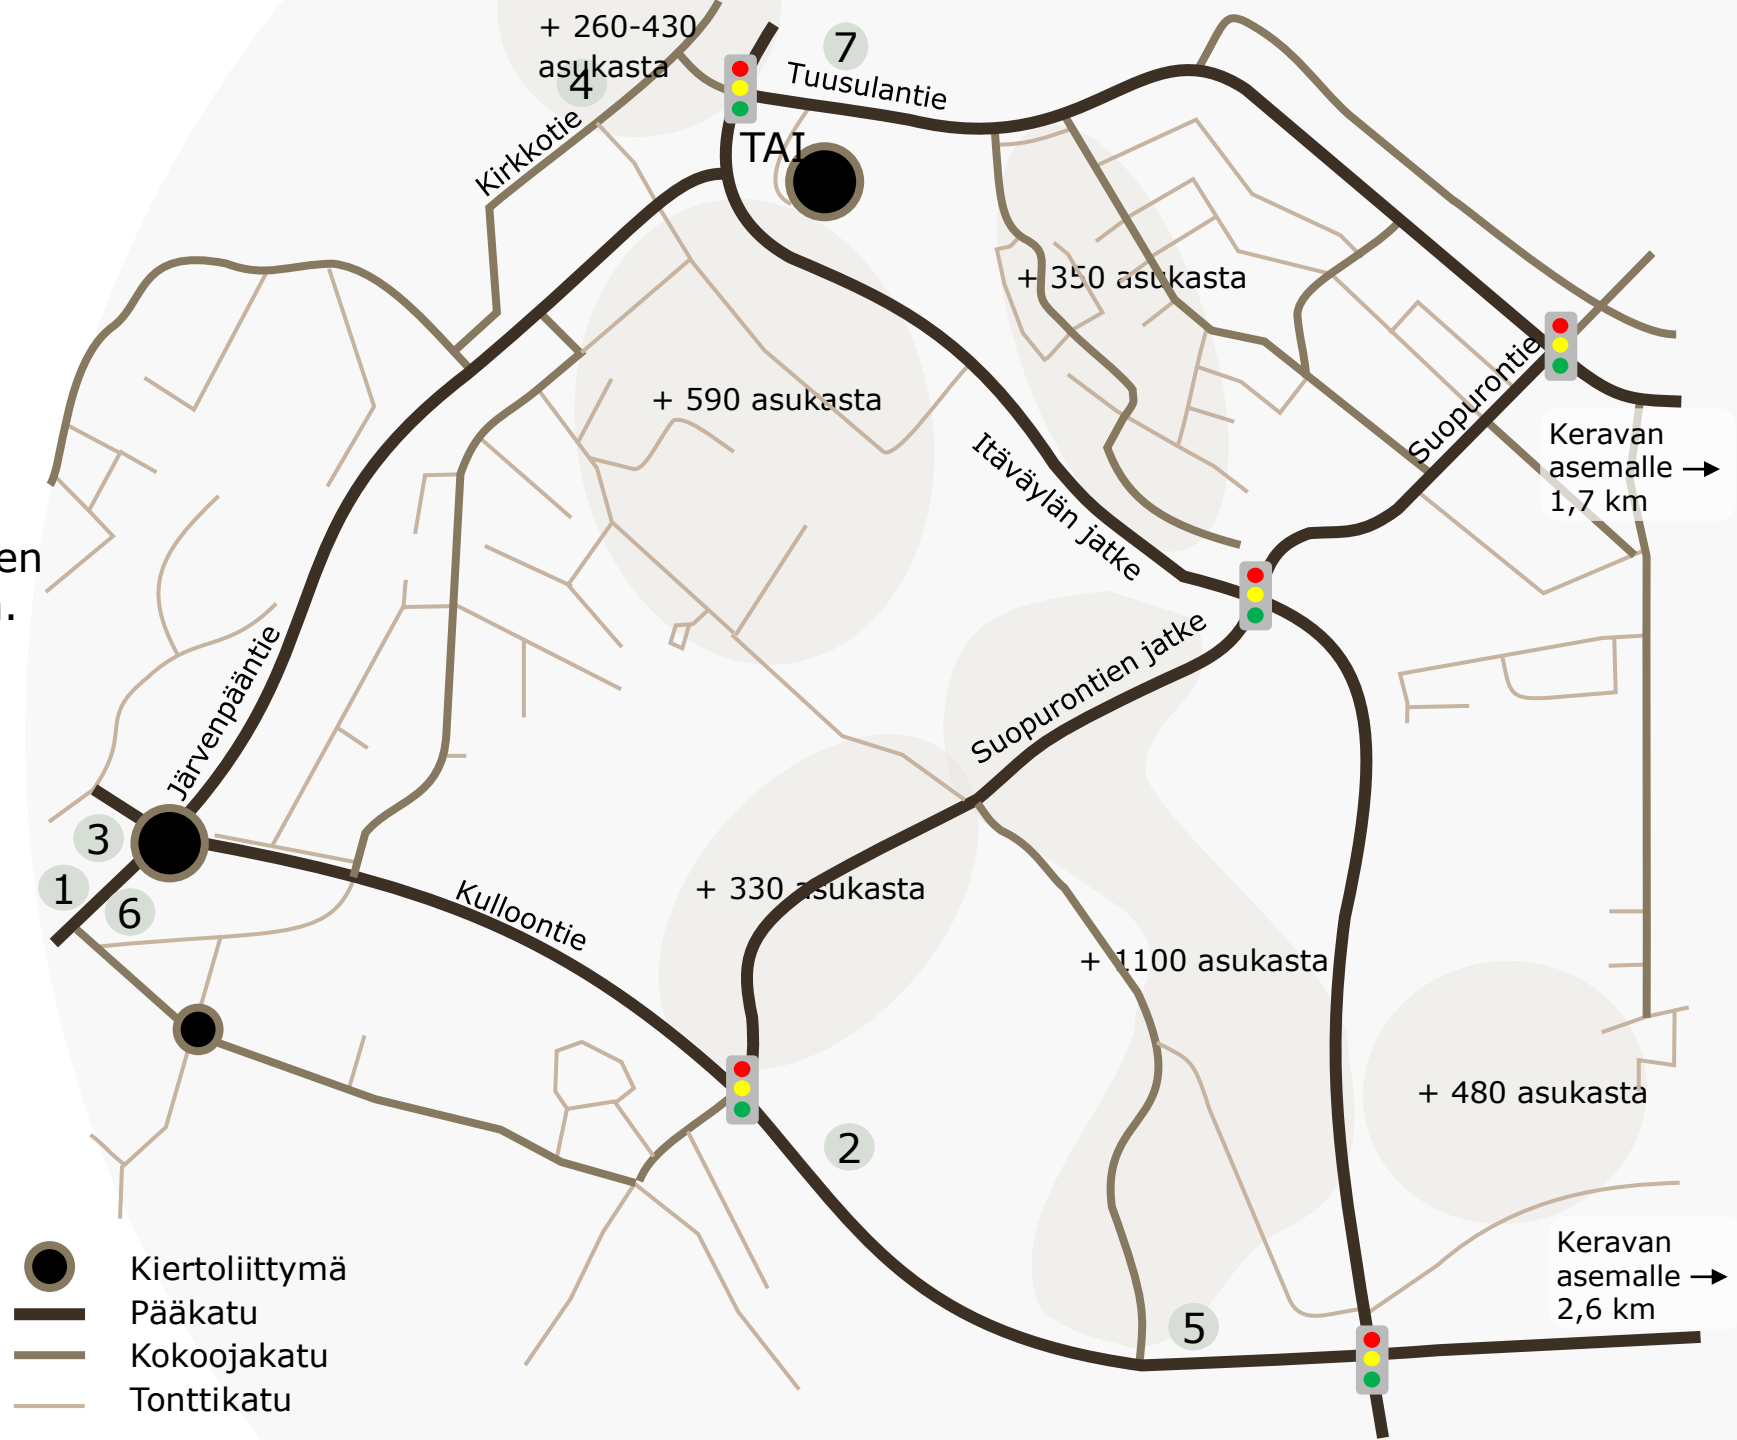 + 260-430
asukasta
4
7
Tuusulantie
Kirkkotie
TAI
+ 350 asukasta
Suopurontie
+ 590 asukasta
Keravan
asemalle →
1,7 km
Itäväylän jatke
en
.
Suopurontien jatke
Järvenpääntie
3
1
6
Kulloontie
+ 330 asukasta
+ 1100 asukasta
+ 480 asukasta
2
Keravan
asemalle →
2,6 km
5
Kiertoliittymä
Pääkatu
Kokoojakatu
Tonttikatu